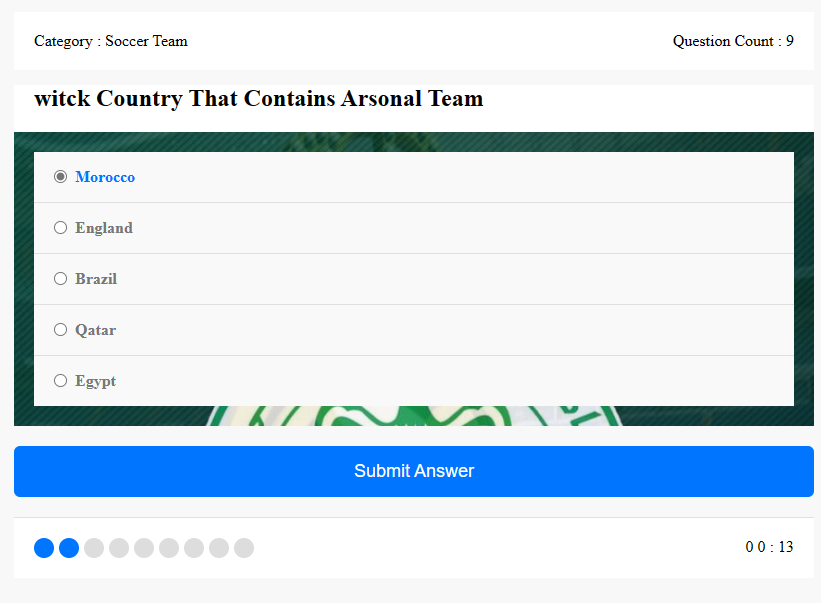 Category : Soccer Team
Question Count : 9
witck Country That Contains Arsonal Team
Morocco
England
Brazil
Qatar
Egypt
Submit Answer
0 0 : 13